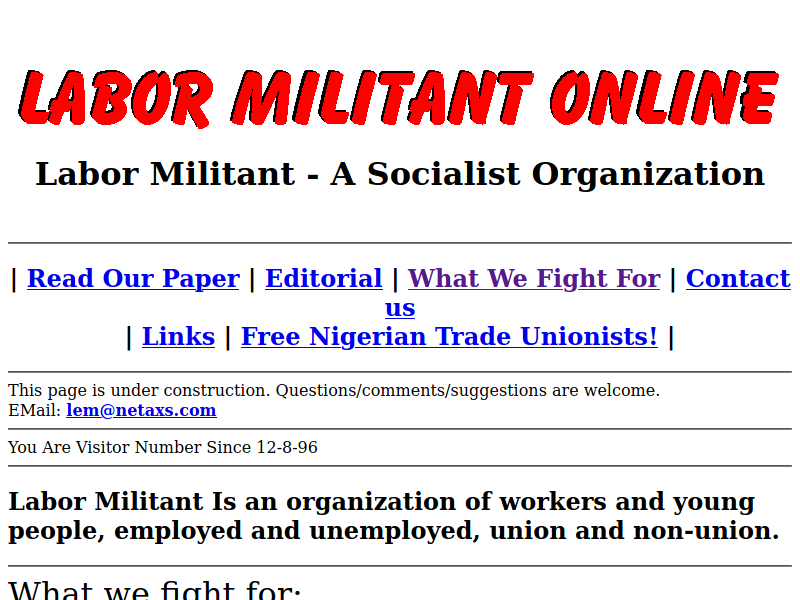 LABOR MILITANT ONLINE
Labor Militant - A Socialist Organization
| Read Our Paper | Editorial | What We Fight For | Contact
us
| Links | Free Nigerian Trade Unionists! |
This page is under construction. Questions/comments/suggestions are welcome.
EMail: lem@netaxs.com
You Are Visitor Number Since 12-8-96
Labor Militant Is an organization of workers and young
people, employed and unemployed, union and non-union.
What we fight for: